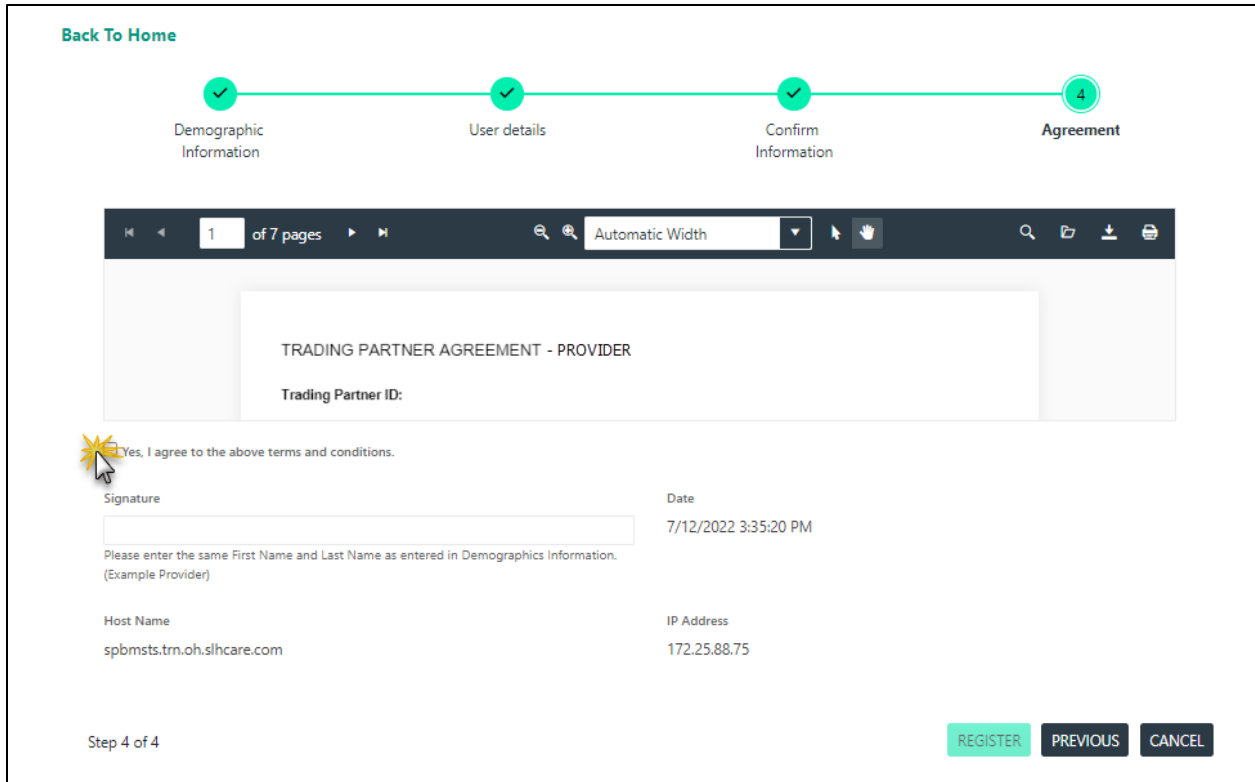 Back To Home
4
Demographic
Information
User details
Confirm
Information
Agreement
1 of 7 pages
Automatic Width
TRADING PARTNER AGREEMENT - PROVIDER
Trading Partner ID:
Yes, I agree to the above terms and conditions.
Signature
Date
7/12/2022 3:35:20 PM
Please enter the same First Name and Last Name as entered in Demographics Information.
(Example Provider)
Host Name
IP Address
spbmsts.trn.oh.slhcare.com
172.25.88.75
Step 4 of 4
REGISTER
PREVIOUS
CANCEL